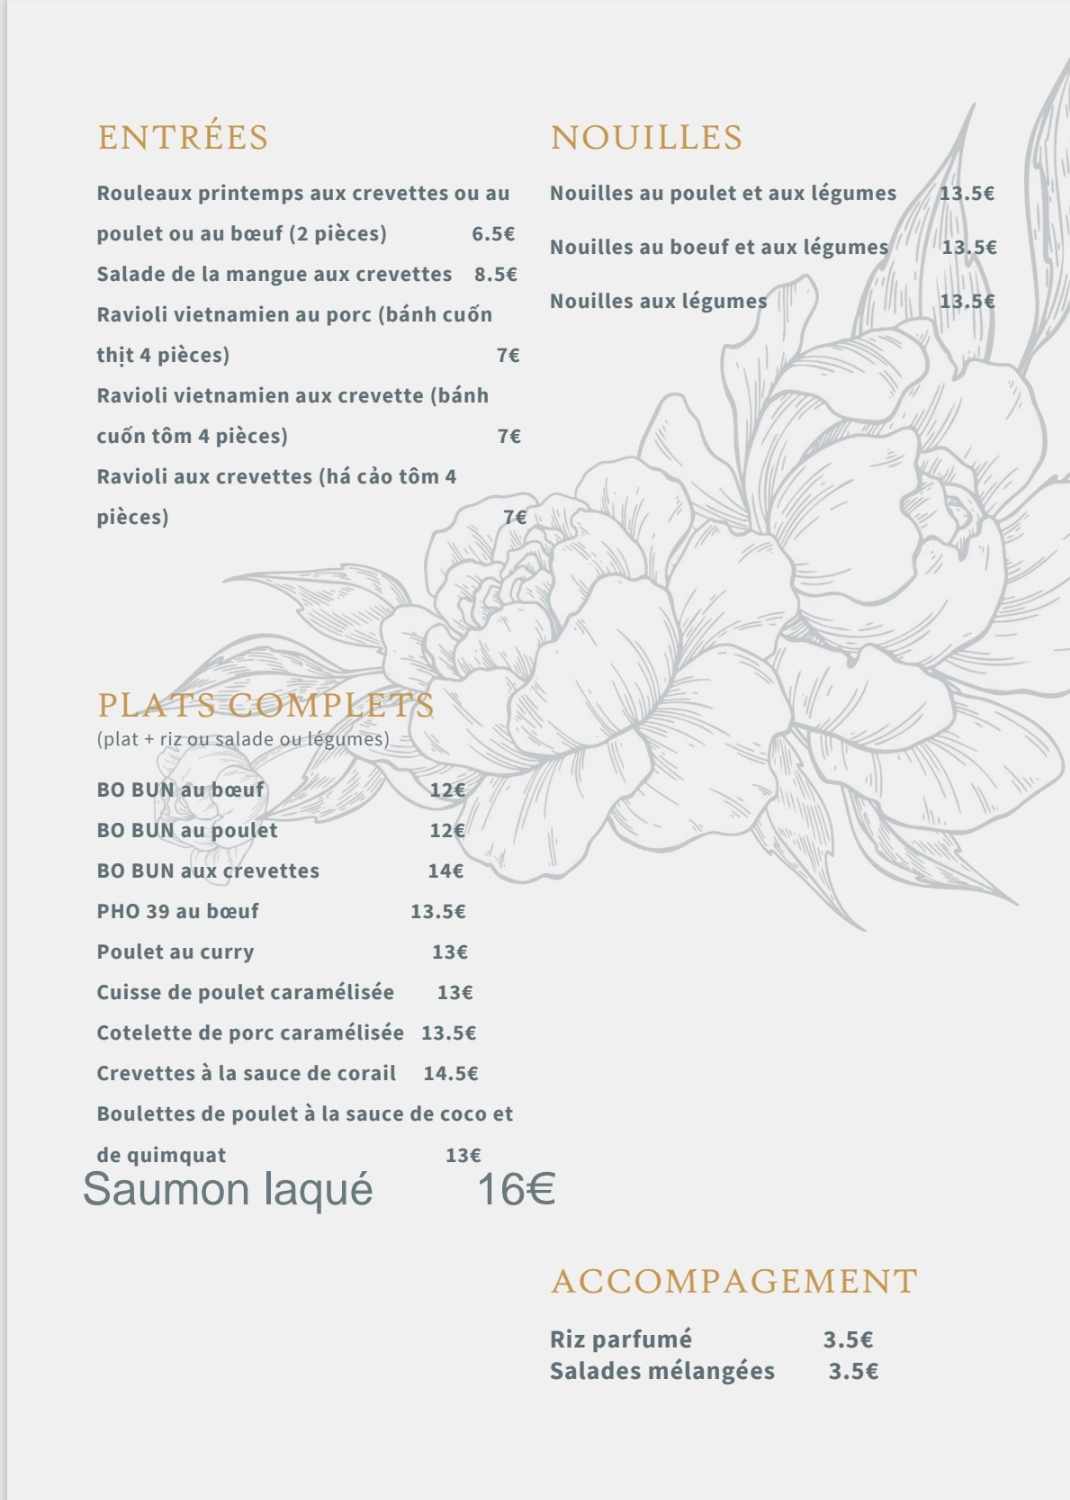 ENTRÉES
Rouleaux printemps aux crevettes ou au
poulet ou au bœuf (2 pièces) 6.5€
Salade de la mangue aux crevettes 8.5€
Ravioli vietnamien au porc (bánh cuốn
thịt 4 pièces) 7€
Ravioli vietnamien aux crevette (bánh
cuốn tôm 4 pièces) 7€
Ravioli aux crevettes (há cảo tôm 4
pièces) 7€
NOUILLES
Nouilles au poulet et aux légumes 13.5€
Nouilles au boeuf et aux légumes 13.5€
Nouilles aux légumes 13.5€
PLATS COMPLETS
(plat + riz ou salade ou légumes)
BO BUN au bœuf 12€
BO BUN au poulet 12€
BO BUN aux crevettes 14€
PHO 39 au bœuf 13.5€
Poulet au curry 13€
Cuisse de poulet caramélisée 13€
Cotelette de porc caramélisée 13.5€
Crevettes à la sauce de corail 14.5€
Boulettes de poulet à la sauce de coco et
de quimquat 13€
Saumon laqué 16€
ACCOMPAGEMENT
Riz parfumé 3.5€
Salades mélangées 3.5€